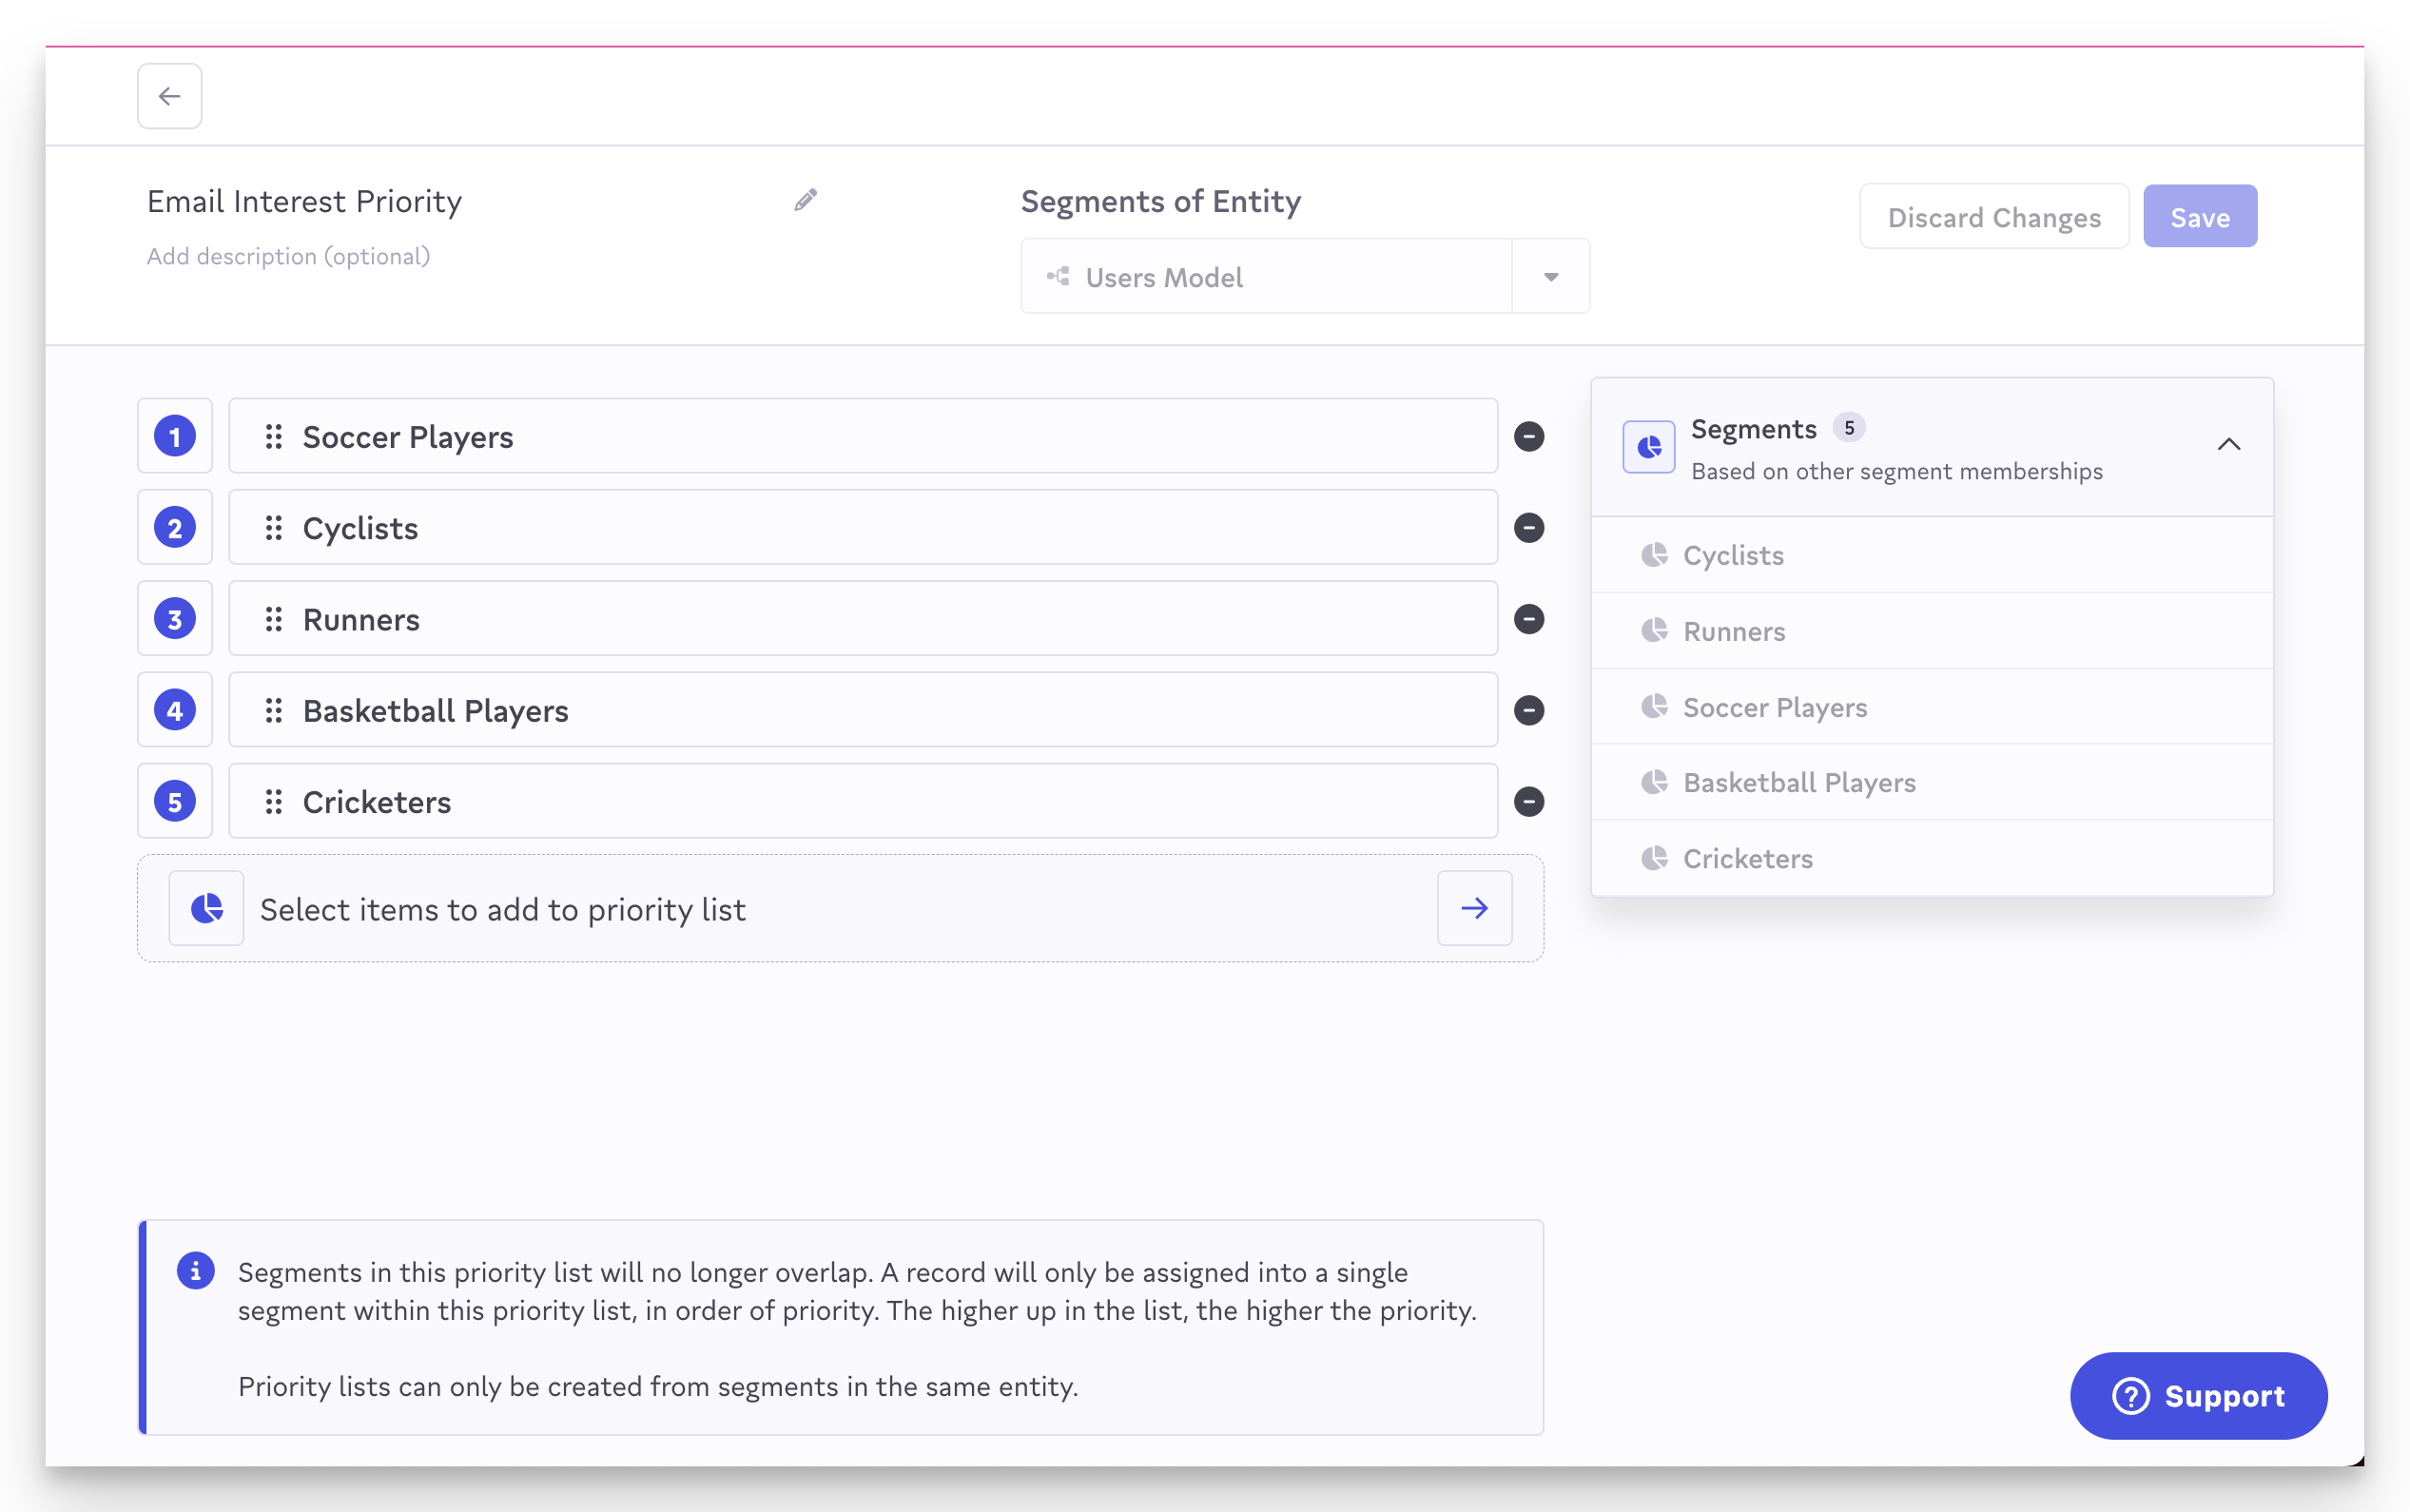 Email Interest Priority
Add description (optional)
Segments of Entity
Users Model
Discard Changes
Save
1
Soccer Players
2
Cyclists
3
Runners
4
Basketball Players
5
Cricketers
Select items to add to priority list
Segments 5
Based on other segment memberships
Cyclists
Runners
Soccer Players
Basketball Players
Cricketers
Segments in this priority list will no longer overlap. A record will only be assigned into a single
segment within this priority list, in order of priority. The higher up in the list, the higher the priority.
Priority lists can only be created from segments in the same entity.
Support